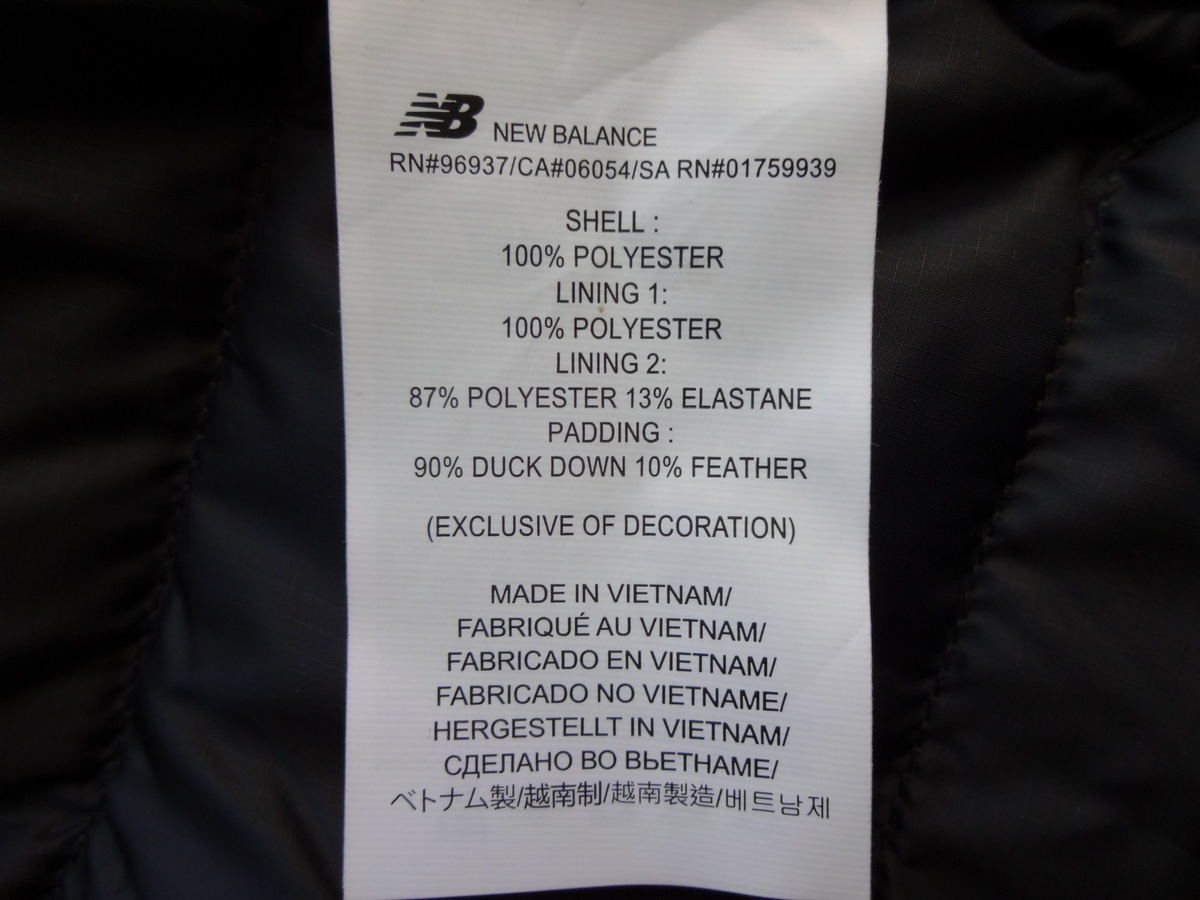 NB NEW BALANCE
RN#96937/CA#06054/SA RN#01759939
SHELL :
100% POLYESTER
LINING 1:
100% POLYESTER
LINING 2:
87% POLYESTER 13% ELASTANE
PADDING :
90% DUCK DOWN 10% FEATHER
(EXCLUSIVE OF DECORATION)
MADE IN VIETNAM/
FABRIQUÉ AU VIETNAM/
FABRICADO EN VIETNAM/
FABRICADO NO VIETNAME/
HERGESTELLT IN VIETNAM/
СДЕЛАНО ВО ВЬЕТНАМЕ/
ベトナム製/越南制/越南製造/베트남제